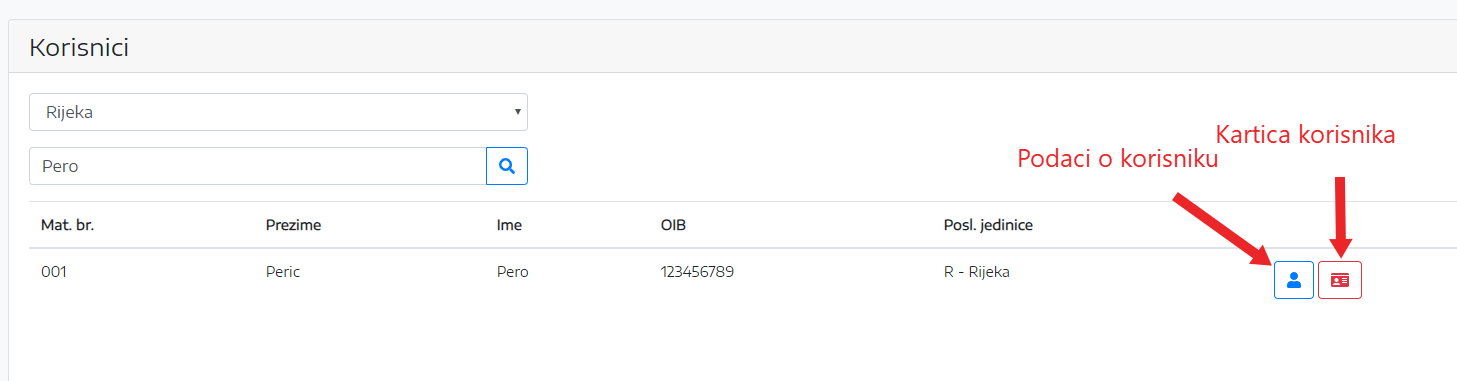 Korisnici
Rijeka
Kartica korisnika
Podaci o korisniku
Pero
Mat. br. Prezime Ime OIB Posl. jedinice
001 Peric Pero 123456789 R - Rijeka